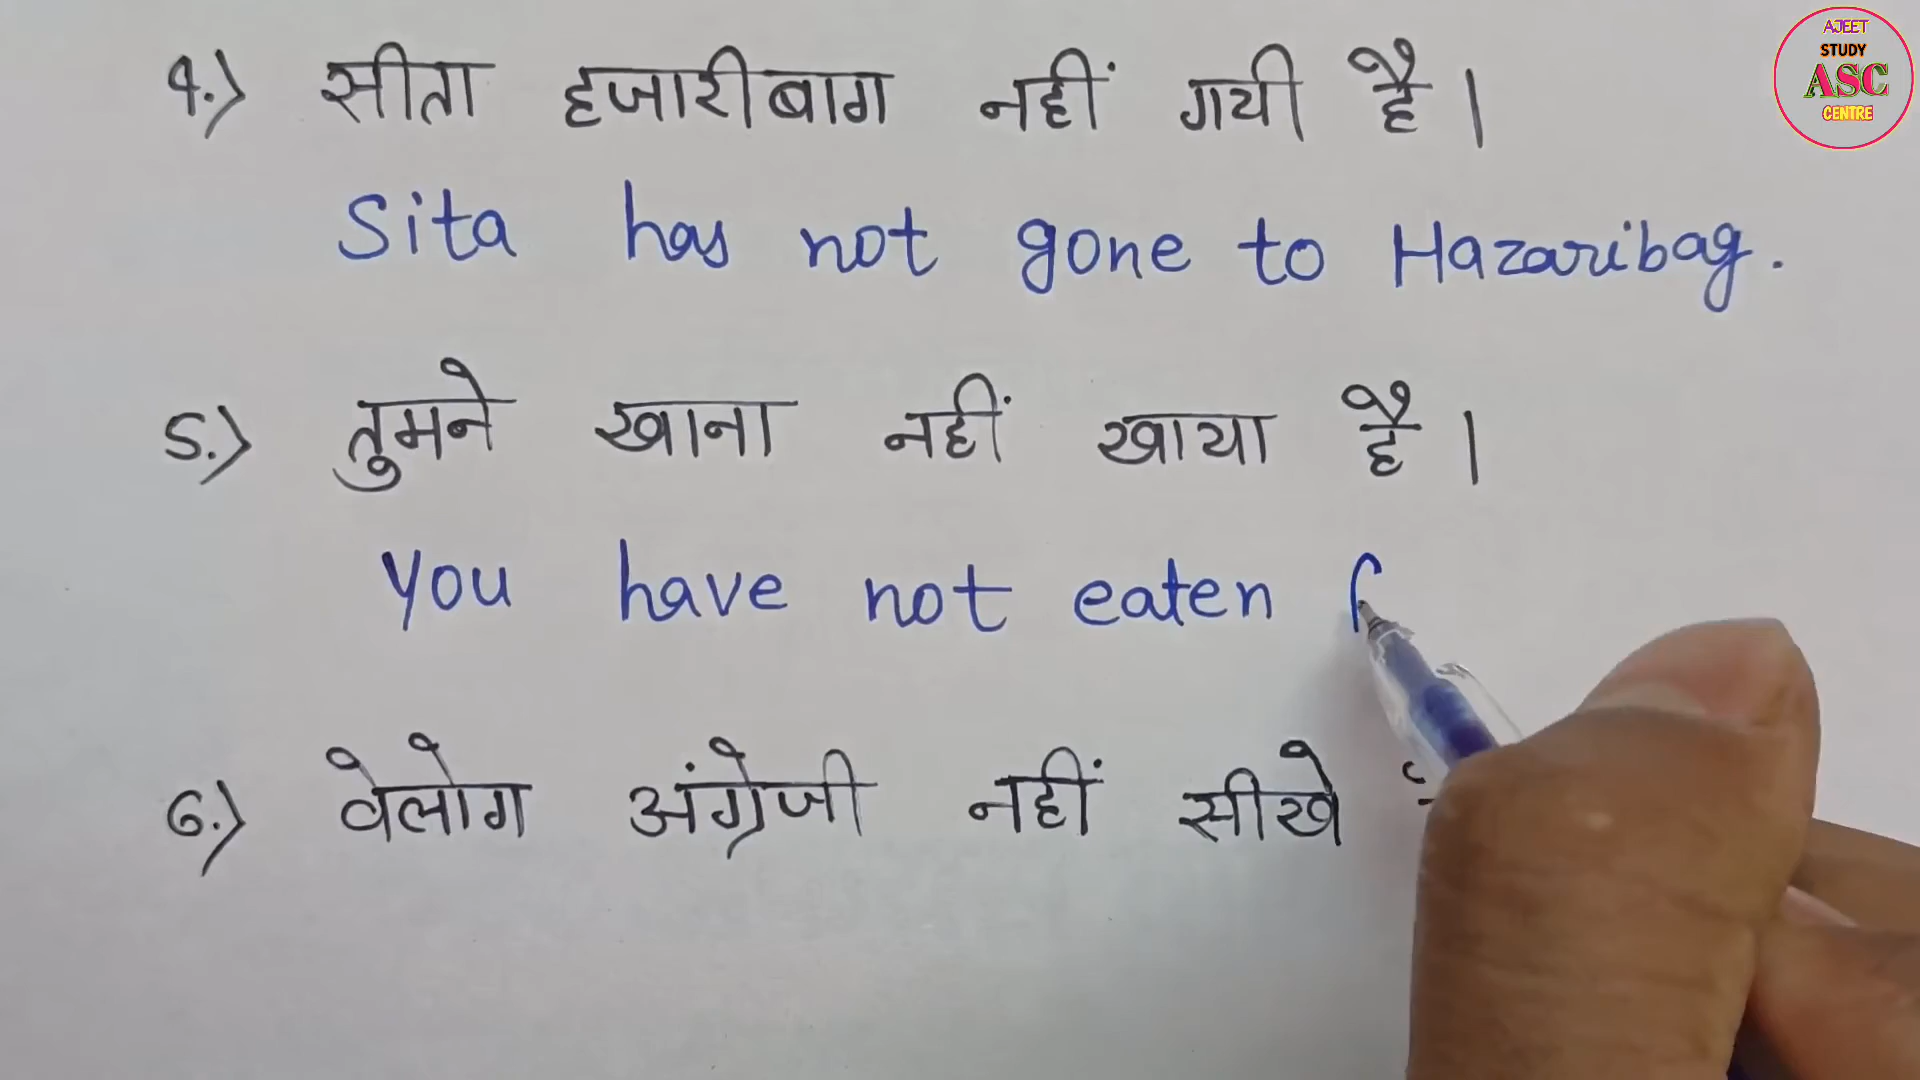 AJEET
STUDY
ASC
CENTRE
4.) सीता हजारीबाग नहीं गयी है।
Sita has not gone to Hazaribag.
5.) तुमने खाना नहीं खाया है।
You have not eaten f
6.) वेलोग अंग्रेजी नहीं सीखे